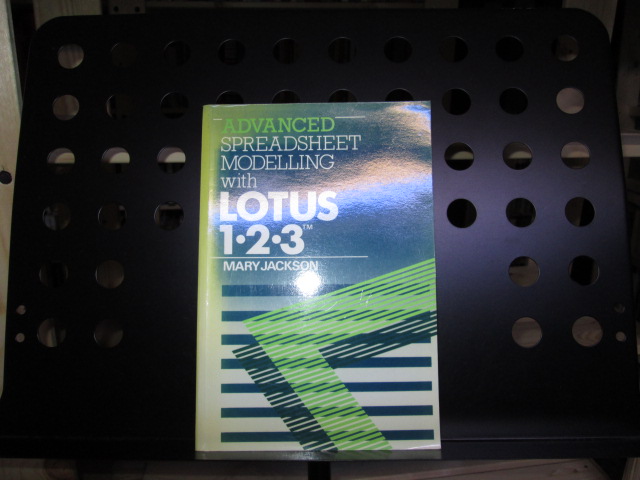 ADVANCED
SPREADSHEET
MODELLING
with
LOTUS
1•2•3™
MARY JACKSON